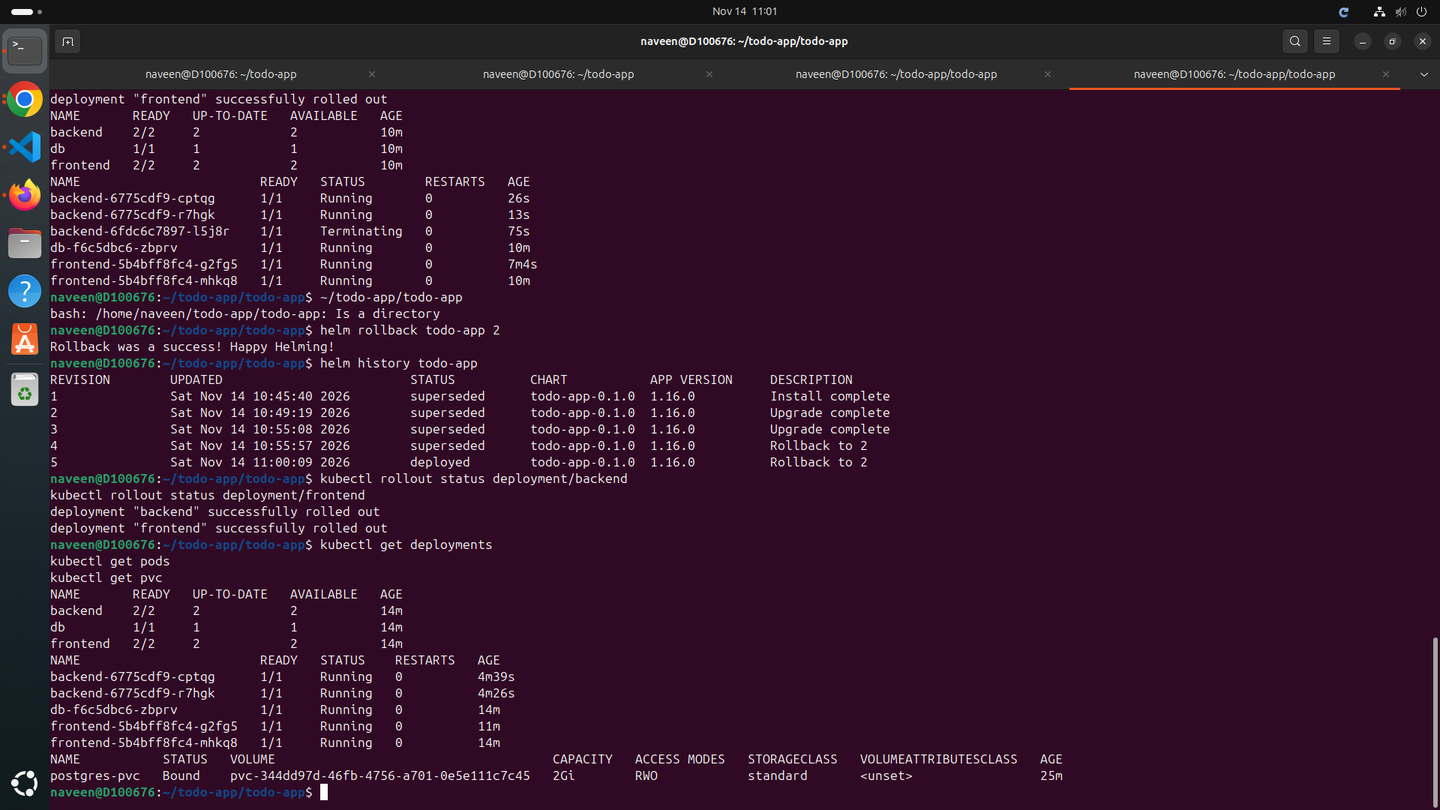 Nov 14 11:01
naveen@D100676: ~/todo-app/todo-app
naveen@D100676: ~/todo-app
naveen@D100676: ~/todo-app
naveen@D100676: ~/todo-app/todo-app
naveen@D100676: ~/todo-app/todo-app
deployment "frontend" successfully rolled out
NAME READY UP-TO-DATE AVAILABLE AGE
backend 2/2 2 2 10m
db 1/1 1 1 10m
frontend 2/2 2 2 10m
NAME READY STATUS RESTARTS AGE
backend-6775cdf9-cptqg 1/1 Running 0 26s
backend-6775cdf9-r7hgk 1/1 Running 0 13s
backend-6fdc6c7897-l5j8r 1/1 Terminating 0 75s
db-f6c5dbc6-zbprv 1/1 Running 0 10m
frontend-5b4bff8fc4-g2fg5 1/1 Running 0 7m4s
frontend-5b4bff8fc4-mhkq8 1/1 Running 0 10m
naveen@D100676:~/todo-app/todo-app$ ~/todo-app/todo-app
bash: /home/naveen/todo-app/todo-app: Is a directory
naveen@D100676:~/todo-app/todo-app$ helm rollback todo-app 2
Rollback was a success! Happy Helming!
naveen@D100676:~/todo-app/todo-app$ helm history todo-app
REVISION UPDATED STATUS CHART APP VERSION DESCRIPTION
1 Sat Nov 14 10:45:40 2026 superseded todo-app-0.1.0 1.16.0 Install complete
2 Sat Nov 14 10:49:19 2026 superseded todo-app-0.1.0 1.16.0 Upgrade complete
3 Sat Nov 14 10:55:08 2026 superseded todo-app-0.1.0 1.16.0 Upgrade complete
4 Sat Nov 14 10:55:57 2026 superseded todo-app-0.1.0 1.16.0 Rollback to 2
5 Sat Nov 14 11:00:09 2026 deployed todo-app-0.1.0 1.16.0 Rollback to 2
naveen@D100676:~/todo-app/todo-app$ kubectl rollout status deployment/backend
kubectl rollout status deployment/frontend
deployment "backend" successfully rolled out
deployment "frontend" successfully rolled out
naveen@D100676:~/todo-app/todo-app$ kubectl get deployments
kubectl get pods
kubectl get pvc
NAME READY UP-TO-DATE AVAILABLE AGE
backend 2/2 2 2 14m
db 1/1 1 1 14m
frontend 2/2 2 2 14m
NAME READY STATUS RESTARTS AGE
backend-6775cdf9-cptqg 1/1 Running 0 4m39s
backend-6775cdf9-r7hgk 1/1 Running 0 4m26s
db-f6c5dbc6-zbprv 1/1 Running 0 14m
frontend-5b4bff8fc4-g2fg5 1/1 Running 0 11m
frontend-5b4bff8fc4-mhkq8 1/1 Running 0 14m
NAME STATUS VOLUME CAPACITY ACCESS MODES STORAGECLASS VOLUMEATTRIBUTESCLASS AGE
postgres-pvc Bound pvc-344dd97d-46fb-4756-a701-0e5e111c7c45 2Gi RWO standard <unset> 25m
naveen@D100676:~/todo-app/todo-app$